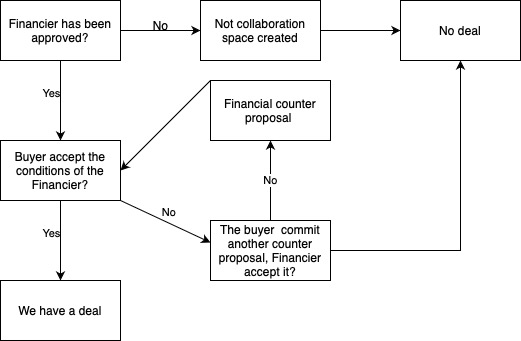 Financier has been
approved?
No
Not collaboration
space created
No deal
Yes
Financial counter
proposal
Buyer accept the
conditions of the
Financier?
No
No
The buyer  commit
another counter
proposal, Financier
accept it?
Yes
We have a deal